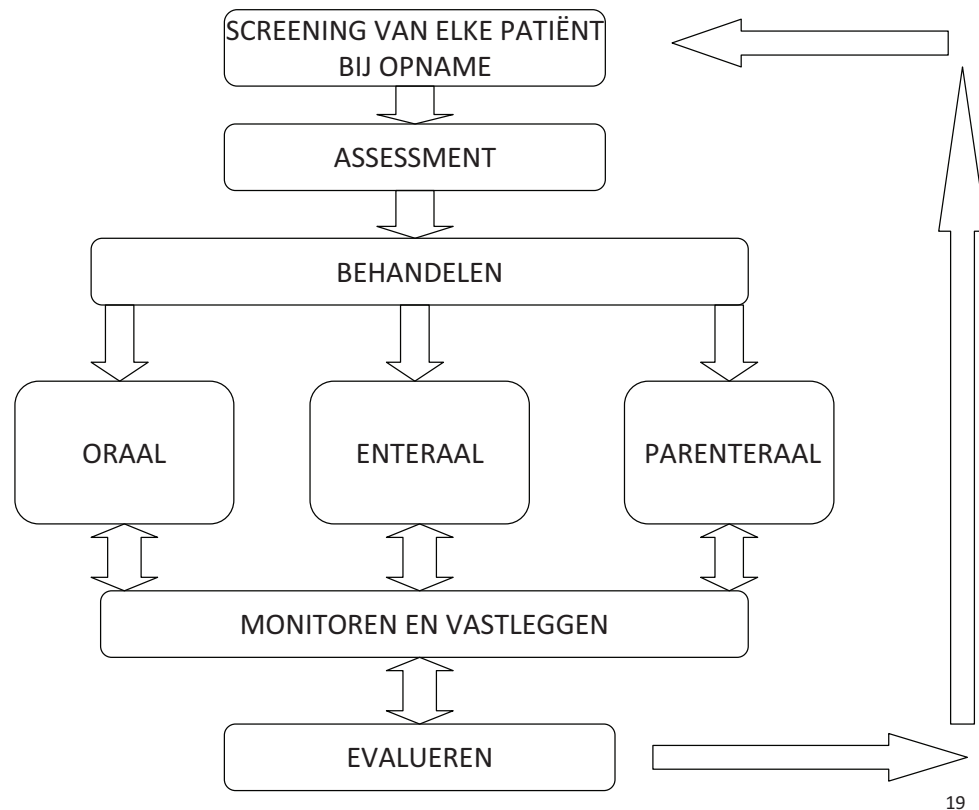 SCREENING VAN ELKE PATIËNT
BIJ OPNAME
ASSESSMENT
BEHANDELEN
ORAAL
ENTERAAL
PARENTERAAL
MONITOREN EN VASTLEGGEN
EVALUEREN
19